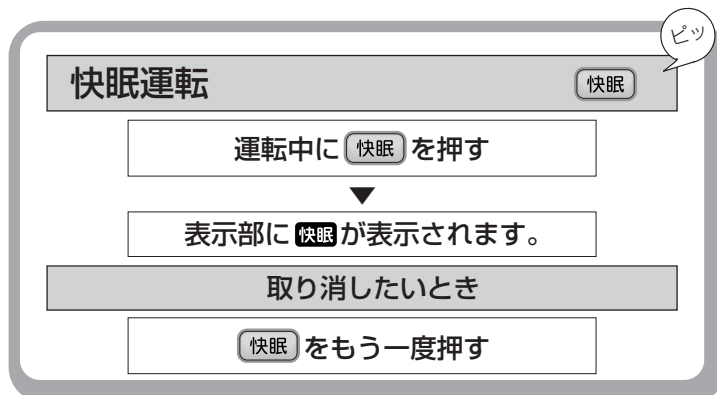 ピッ
快眠運転 快眠
運転中に 快眠 を押す
▼
表示部に 快眠 が表示されます。
取り消したいとき
快眠 をもう一度押す